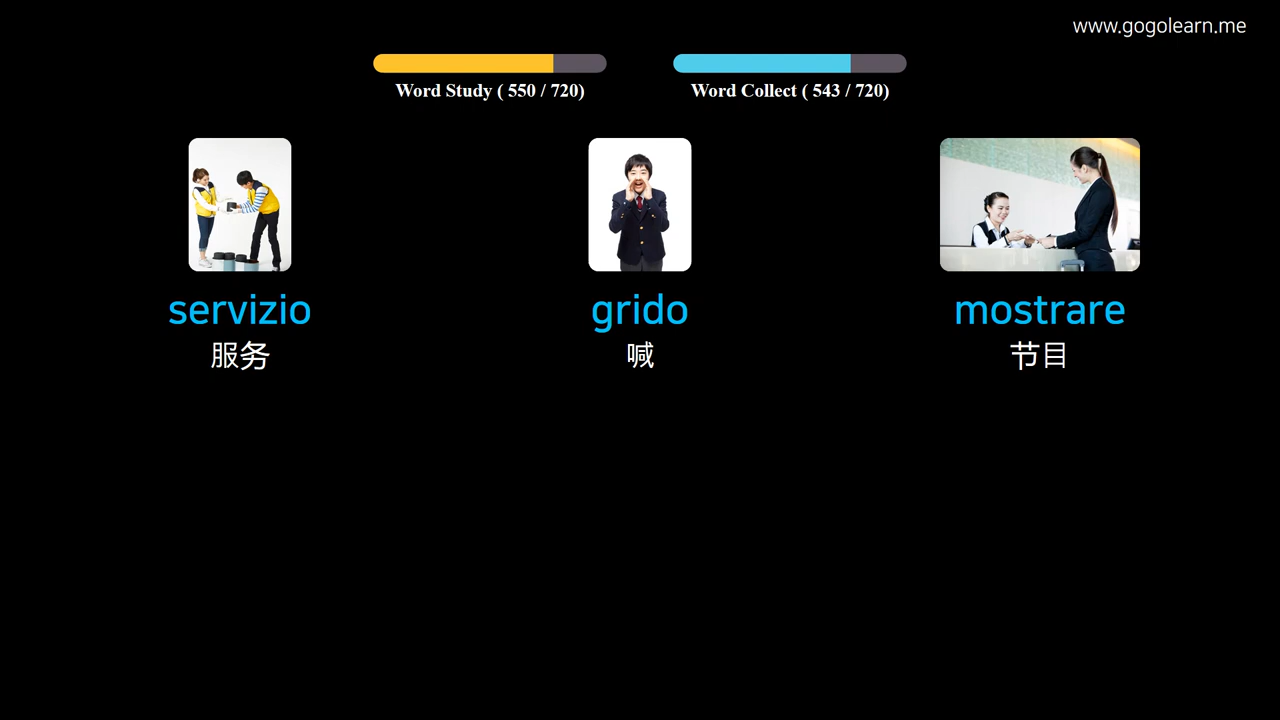 www.gogolearn.me
Word Study ( 550 / 720)
Word Collect ( 543 / 720)
servizio
服务
grido
喊
mostrare
节目